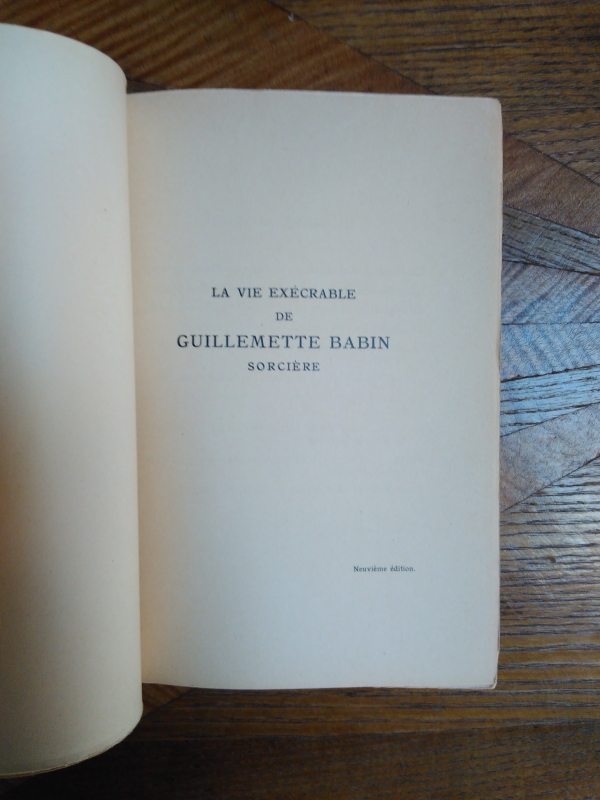 LA VIE EXÉCRABLE
DE
GUILLEMETTE BABIN
SORCIÈRE
Neuvième édition.